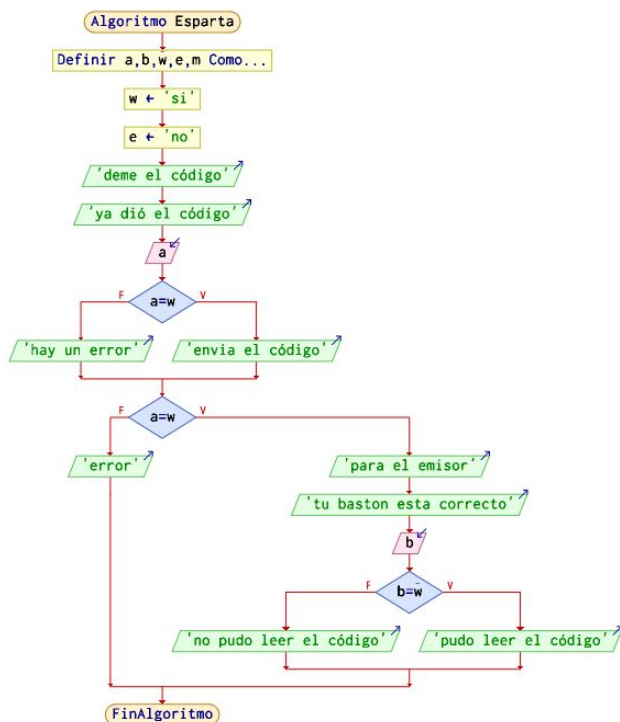 Algoritmo Esparta
Definir a,b,w,e,m Como...
w ← 'si'
e ← 'no'
'deme el código'
'ya dió el código'
a
F a=w V
'hay un error' 'envia el código'
F a=w V
'error' 'para el emisor'
'tu baston esta correcto'
b
F b=w V
'no pudo leer el código' 'pudo leer el código'
FinAlgoritmo